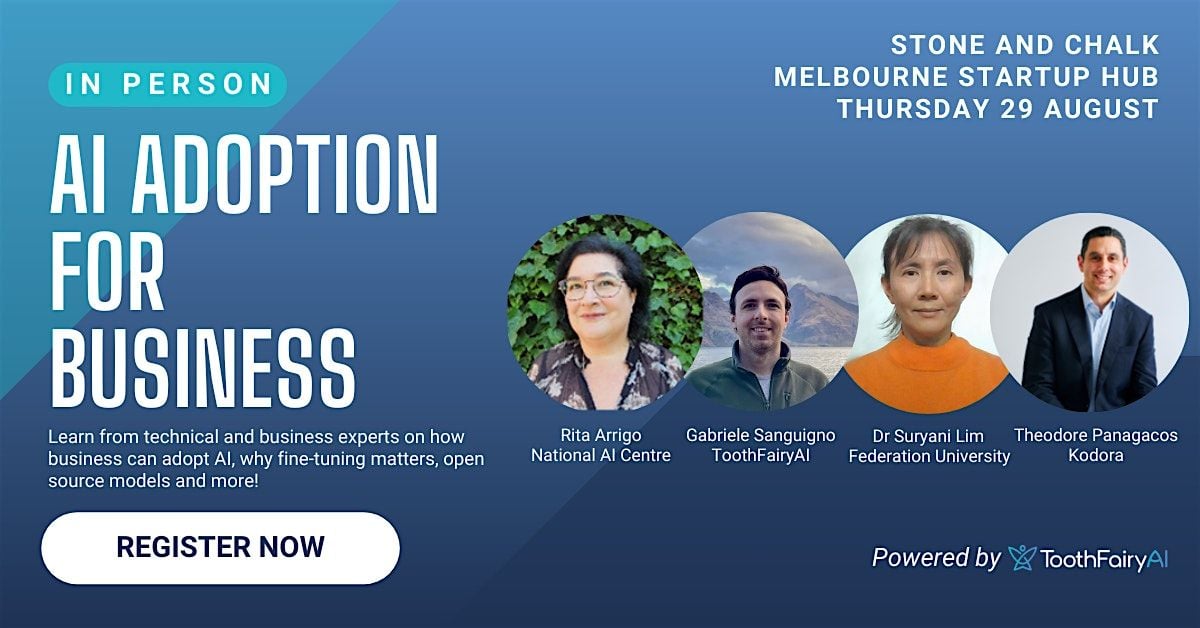 IN PERSON
AI ADOPTION
FOR
BUSINESS
Learn from technical and business experts on how
business can adopt AI, why fine-tuning matters, open
source models and more!
REGISTER NOW
STONE AND CHALK
MELBOURNE STARTUP HUB
THURSDAY 29 AUGUST
Rita Arrigo
National AI Centre
Gabriele Sanguigno
ToothFairyAI
Dr Suryani Lim
Federation University
Theodore Panagacos
Kodora
Powered by ToothFairyAI